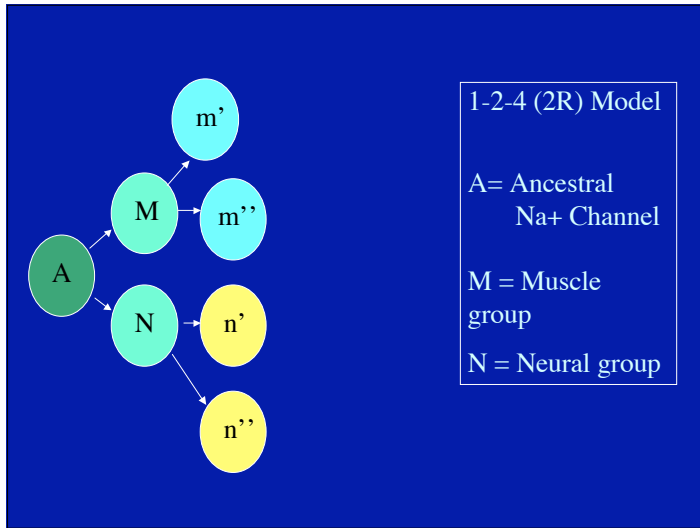 m’
M
m’’
A
N
n’
n’’
1-2-4 (2R) Model
A= Ancestral
Na+ Channel
M = Muscle
group
N = Neural group